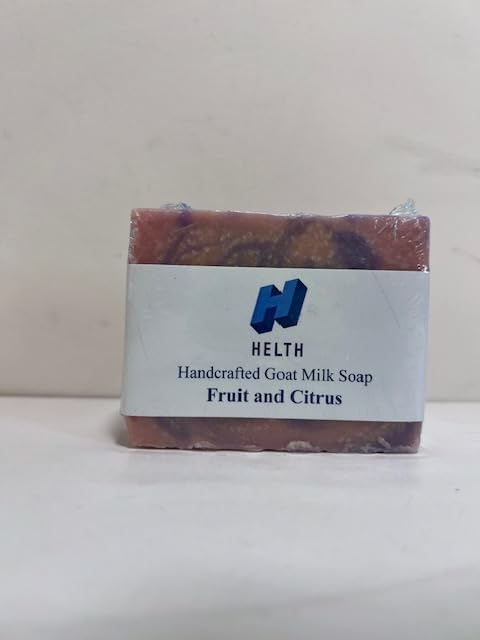 H
HELTH
Handcrafted Goat Milk Soap
Fruit and Citrus